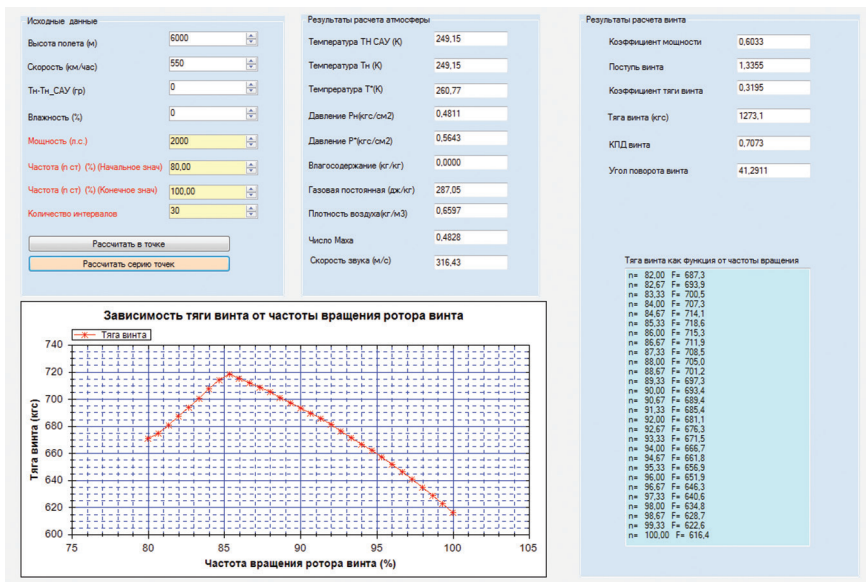 Исходные данные
Высота полета (м) 6000
Скорость (км/час) 550
Тн-Тн_САУ (гр) 0
Влажность (%) 0
Мощность (л.с.) 2000
Частота (n ст) (%) (Начальное знач) 80,00
Частота (n ст) (%) (Конечное знач) 100,00
Количество интервалов 30
Рассчитать в точке
Рассчитать серию точек
Результаты расчета атмосферы
Температура ТН САУ (К) 249,15
Температура Тн (К) 249,15
Темпрература Т*(К) 260,77
Давление Рн(кгс/см2) 0,4811
Давление Р*(кгс/см2) 0,5643
Влагосодержание (кг/кг) 0,0000
Газовая постоянная (дж/кг) 287,05
Плотность воздуха(кг/м3) 0,6597
Число Маха 0,4828
Скорость звука (м/с) 316,43
Результаты расчета винта
Коэффициент мощности 0,6033
Поступь винта 1,3355
Коэффициент тяги винта 0,3195
Тяга винта (кгс) 1273,1
КПД винта 0,7073
Угол поворота винта 41,2911
Тяга винта как функция от частоты вращения
n= 82,00 F= 687,3
n= 82,67 F= 693,9
n= 83,33 F= 700,5
n= 84,00 F= 707,3
n= 84,67 F= 714,1
n= 85,33 F= 718,6
n= 86,00 F= 715,3
n= 86,67 F= 711,9
n= 87,33 F= 708,5
n= 88,00 F= 705,0
n= 88,67 F= 701,2
n= 89,33 F= 697,3
n= 90,00 F= 693,4
n= 90,67 F= 689,4
n= 91,33 F= 685,4
n= 92,00 F= 681,1
n= 92,67 F= 676,3
n= 93,33 F= 671,5
n= 94,00 F= 666,7
n= 94,67 F= 661,8
n= 95,33 F= 656,9
n= 96,00 F= 651,9
n= 96,67 F= 646,3
n= 97,33 F= 640,6
n= 98,00 F= 634,8
n= 98,67 F= 628,7
n= 99,33 F= 622,6
n= 100,00 F= 616,4
Зависимость тяги винта от частоты вращения ротора винта
Тяга винта
740
720
700
680
660
640
620
600
Тяга винта (кгс)
75 80 85 90 95 100 105
Частота вращения ротора винта (%)